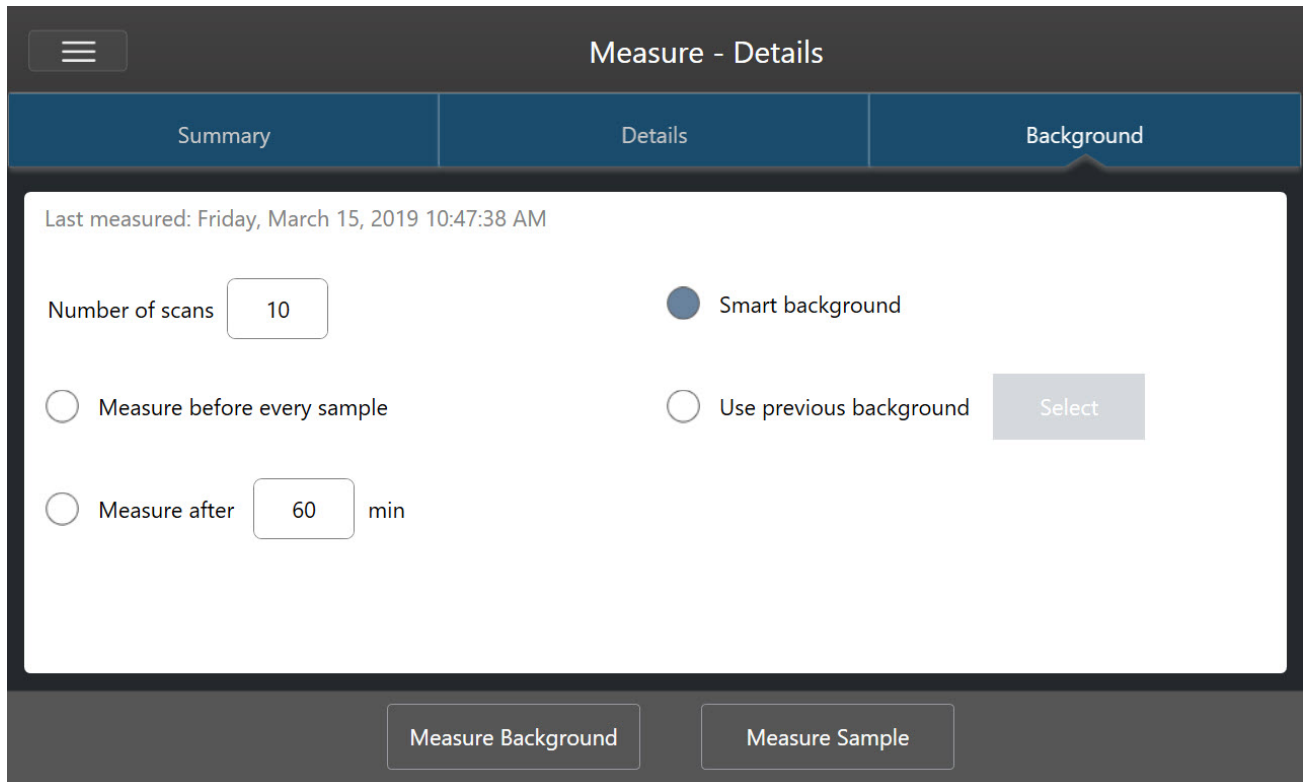 Measure - Details
Summary
Details
Background
Last measured: Friday, March 15, 2019 10:47:38 AM
Number of scans 10
Smart background
Measure before every sample
Use previous background Select
Measure after 60 min
Measure Background
Measure Sample